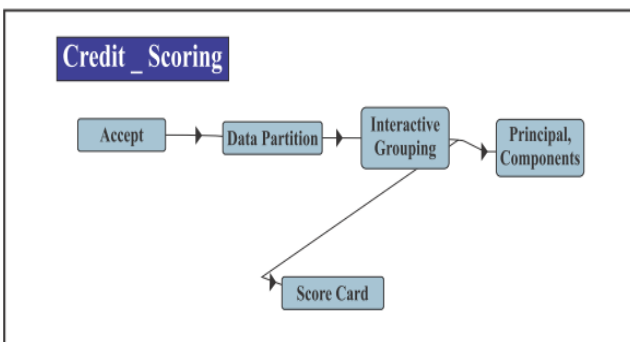 Credit _ Scoring
Accept
Data Partition
Interactive
Grouping
Principal,
Components
Score Card